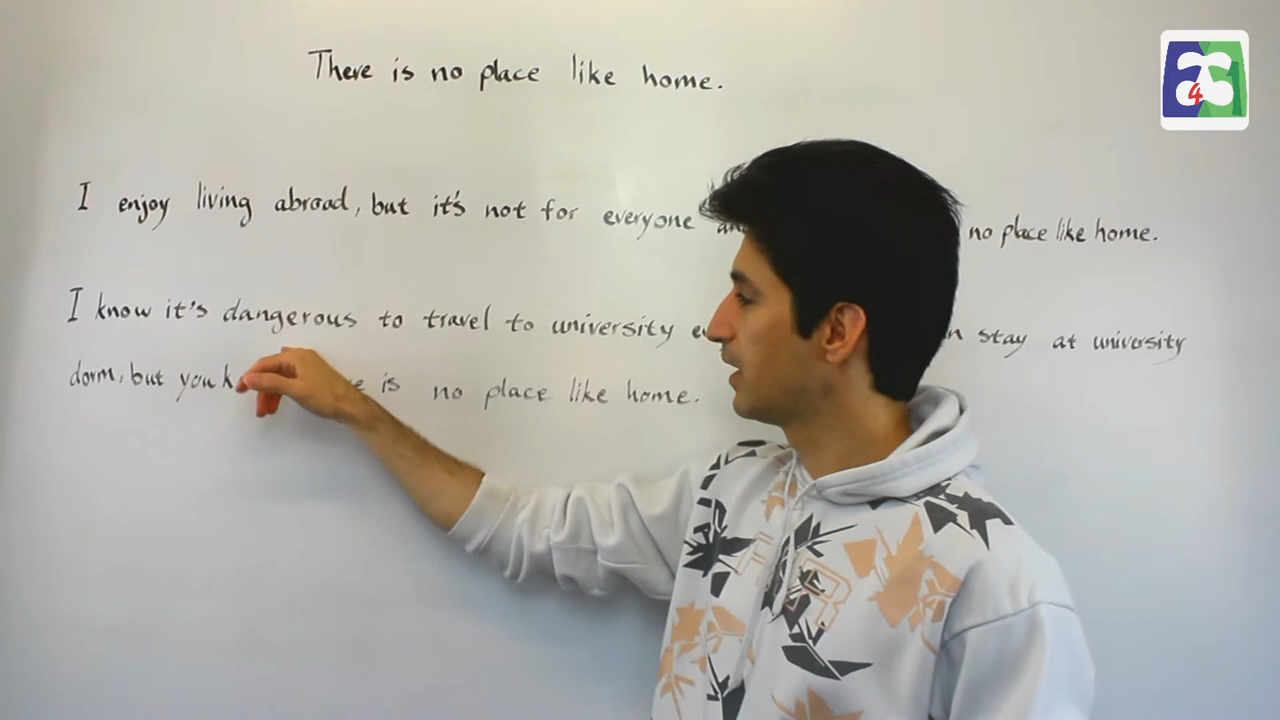 There is no place like home.
I enjoy living abroad, but it's not for everyone no place like home.
I know it's dangerous to travel to university stay at university
dorm, but you is no place like home.